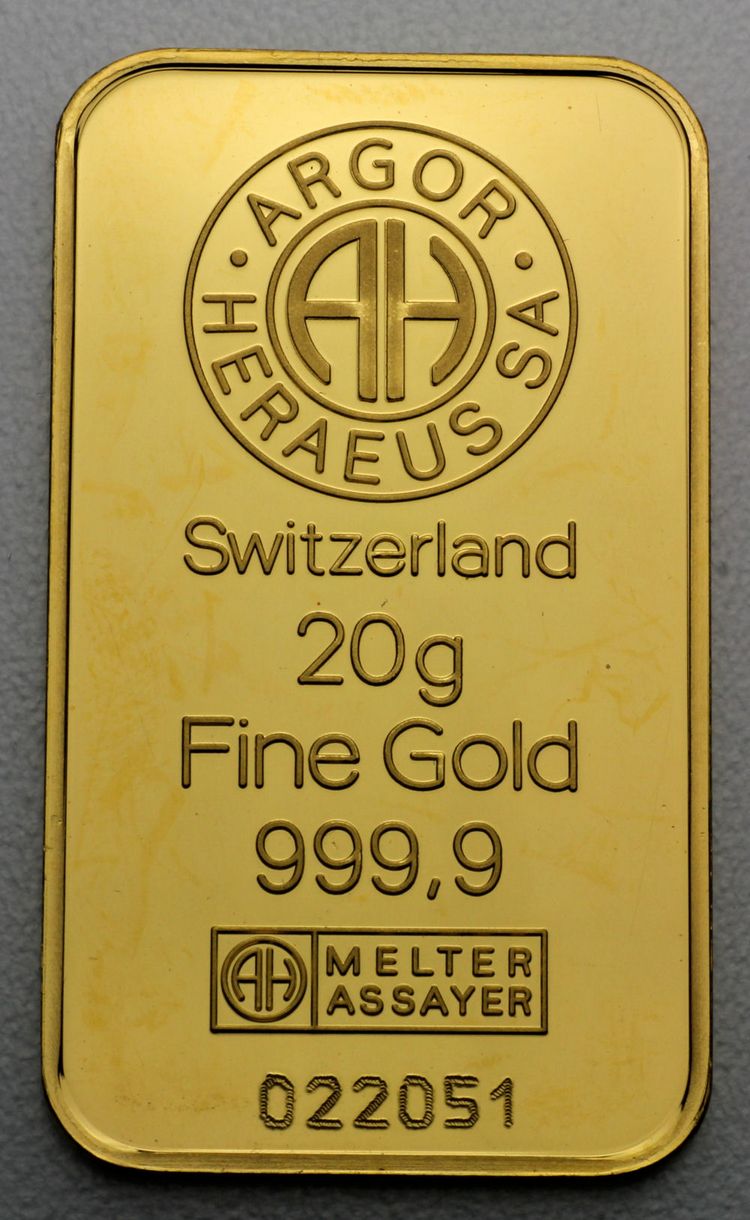 ARGOR
HERAEUS SA
AH
Switzerland
20g
Fine Gold
999,9
AH
MELTER
ASSAYER
022051